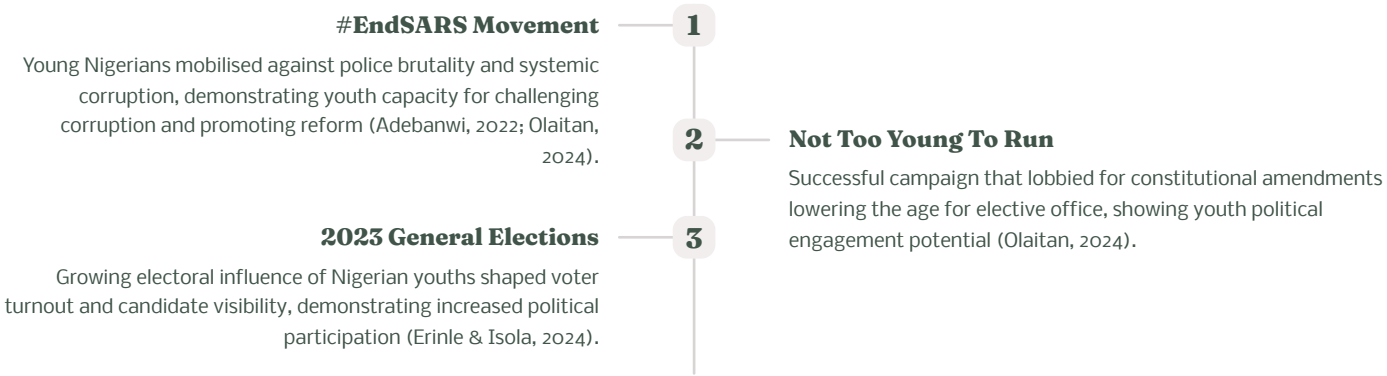 #EndSARS Movement
1
Young Nigerians mobilised against police brutality and systemic
corruption, demonstrating youth capacity for challenging
corruption and promoting reform (Adebanwi, 2022; Olaitan,
2024).
2
Not Too Young To Run
Successful campaign that lobbied for constitutional amendments
lowering the age for elective office, showing youth political
engagement potential (Olaitan, 2024).
2023 General Elections
3
Growing electoral influence of Nigerian youths shaped voter
turnout and candidate visibility, demonstrating increased political
participation (Erinle & Isola, 2024).